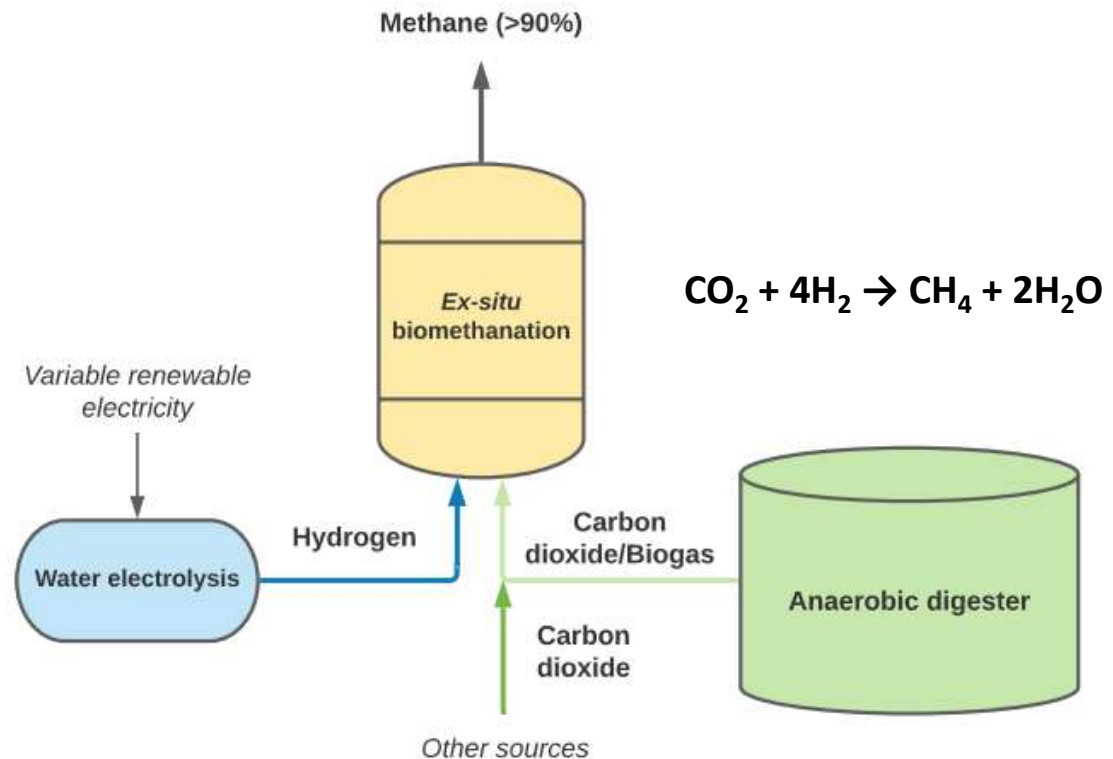 Methane (>90%)
Ex-situ
biomethanation
CO₂ + 4H₂ → CH₄ + 2H₂O
Variable renewable
electricity
Water electrolysis
Hydrogen
Carbon
dioxide/Biogas
Anaerobic digester
Carbon
dioxide
Other sources